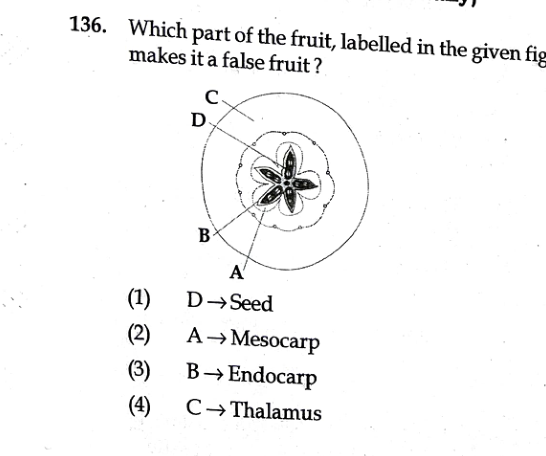 136. Which part of the fruit, labelled in the given fig
makes it a false fruit ?
C
D
B
A
(1) D→Seed
(2) A→Mesocarp
(3) B→Endocarp
(4) C→Thalamus